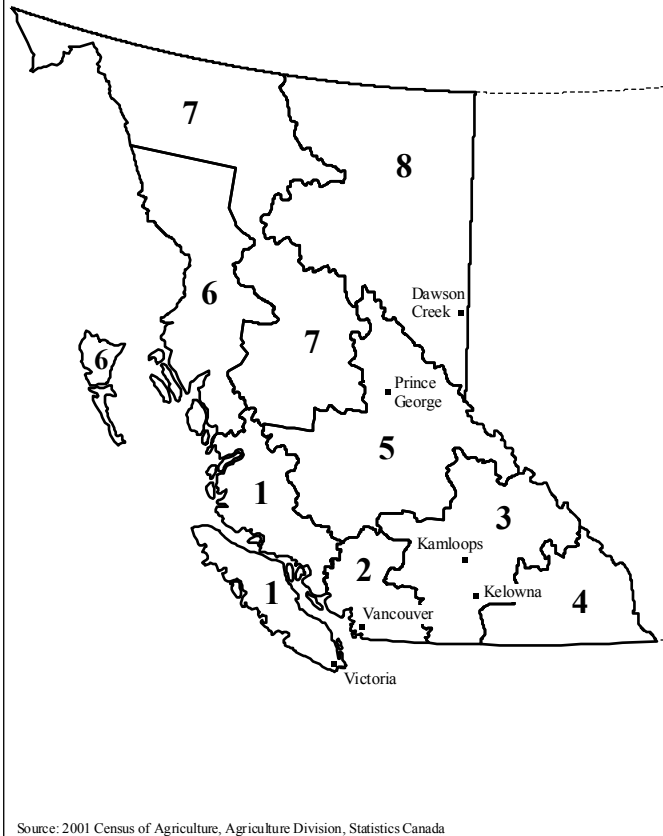 7
8
6
Dawson
Creek
7
6
Prince
George
5
1
3
Kamloops
2
1
Kelowna
4
Vancouver
Victoria
Source: 2001 Census of Agriculture, Agriculture Division, Statistics Canada